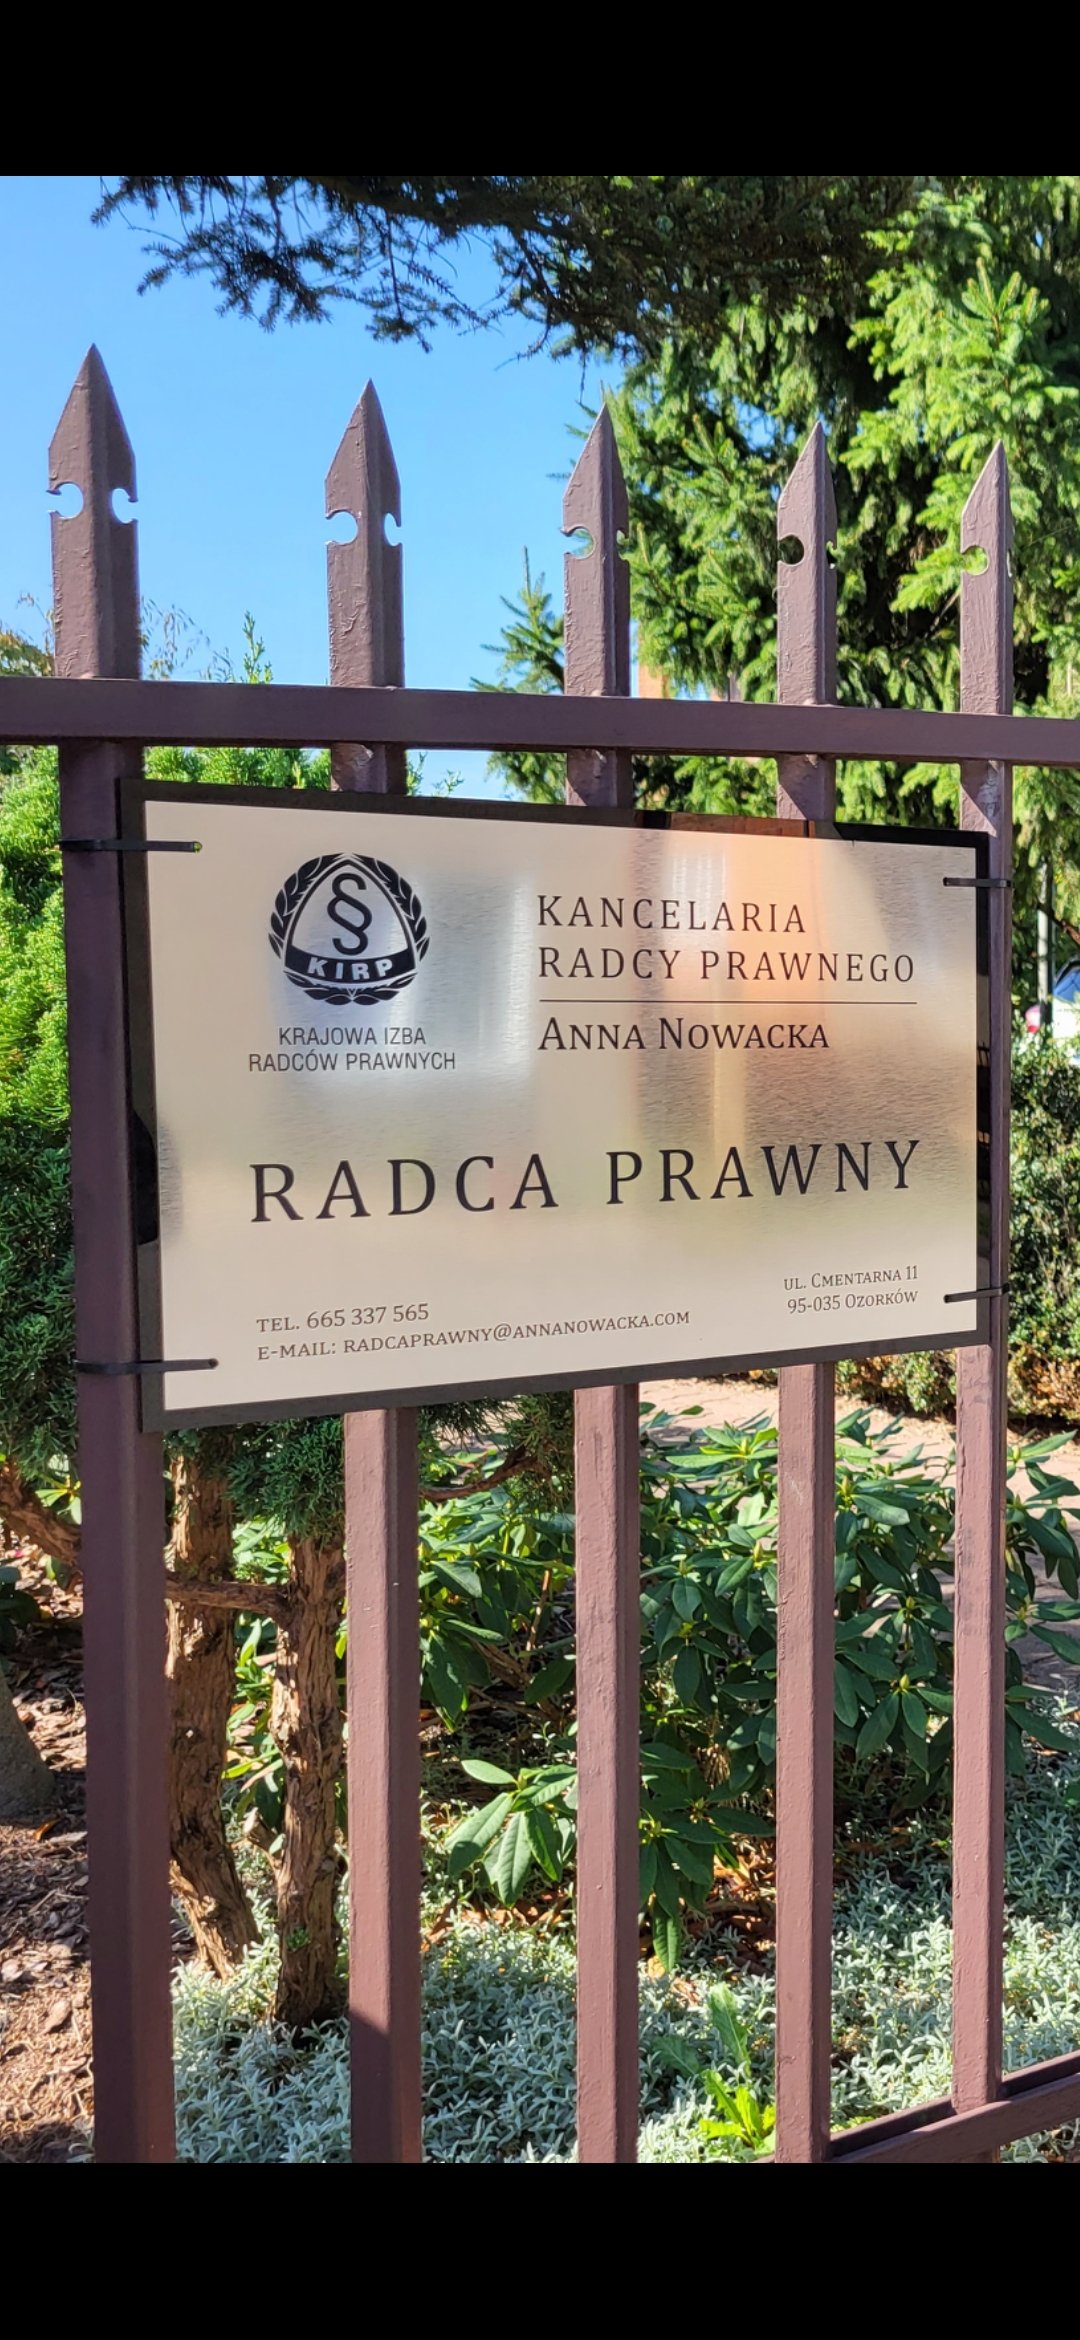 §
KIRP
KRAJOWA IZBA
RADCÓW PRAWNYCH
KANCELARIA
RADCY PRAWNEGO
ANNA NOWACKA
RADCA PRAWNY
TEL. 665 337 565
E-MAIL: RADCAPRAWNY@ANNANOWACKA.COM
UL. CMENTARNA 11
95-035 OZORKÓW